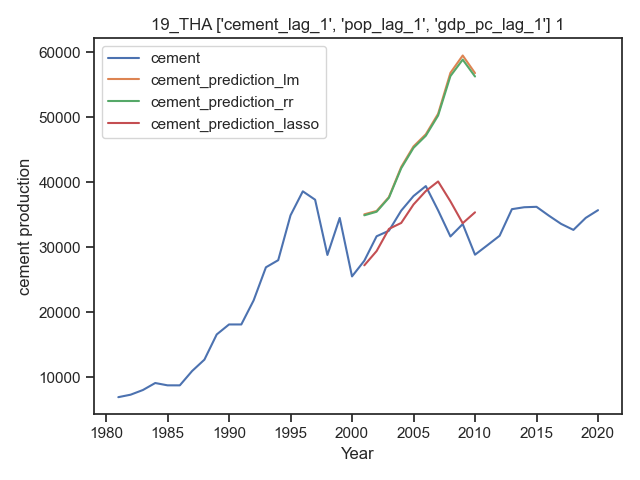 19_THA ['cement_lag_1', 'pop_lag_1', 'gdp_pc_lag_1'] 1
cement
cement_prediction_lm
cement_prediction_rr
cement_prediction_lasso
60000
50000
40000
30000
20000
10000
cement production
1980 1985 1990 1995 2000 2005 2010 2015 2020
Year